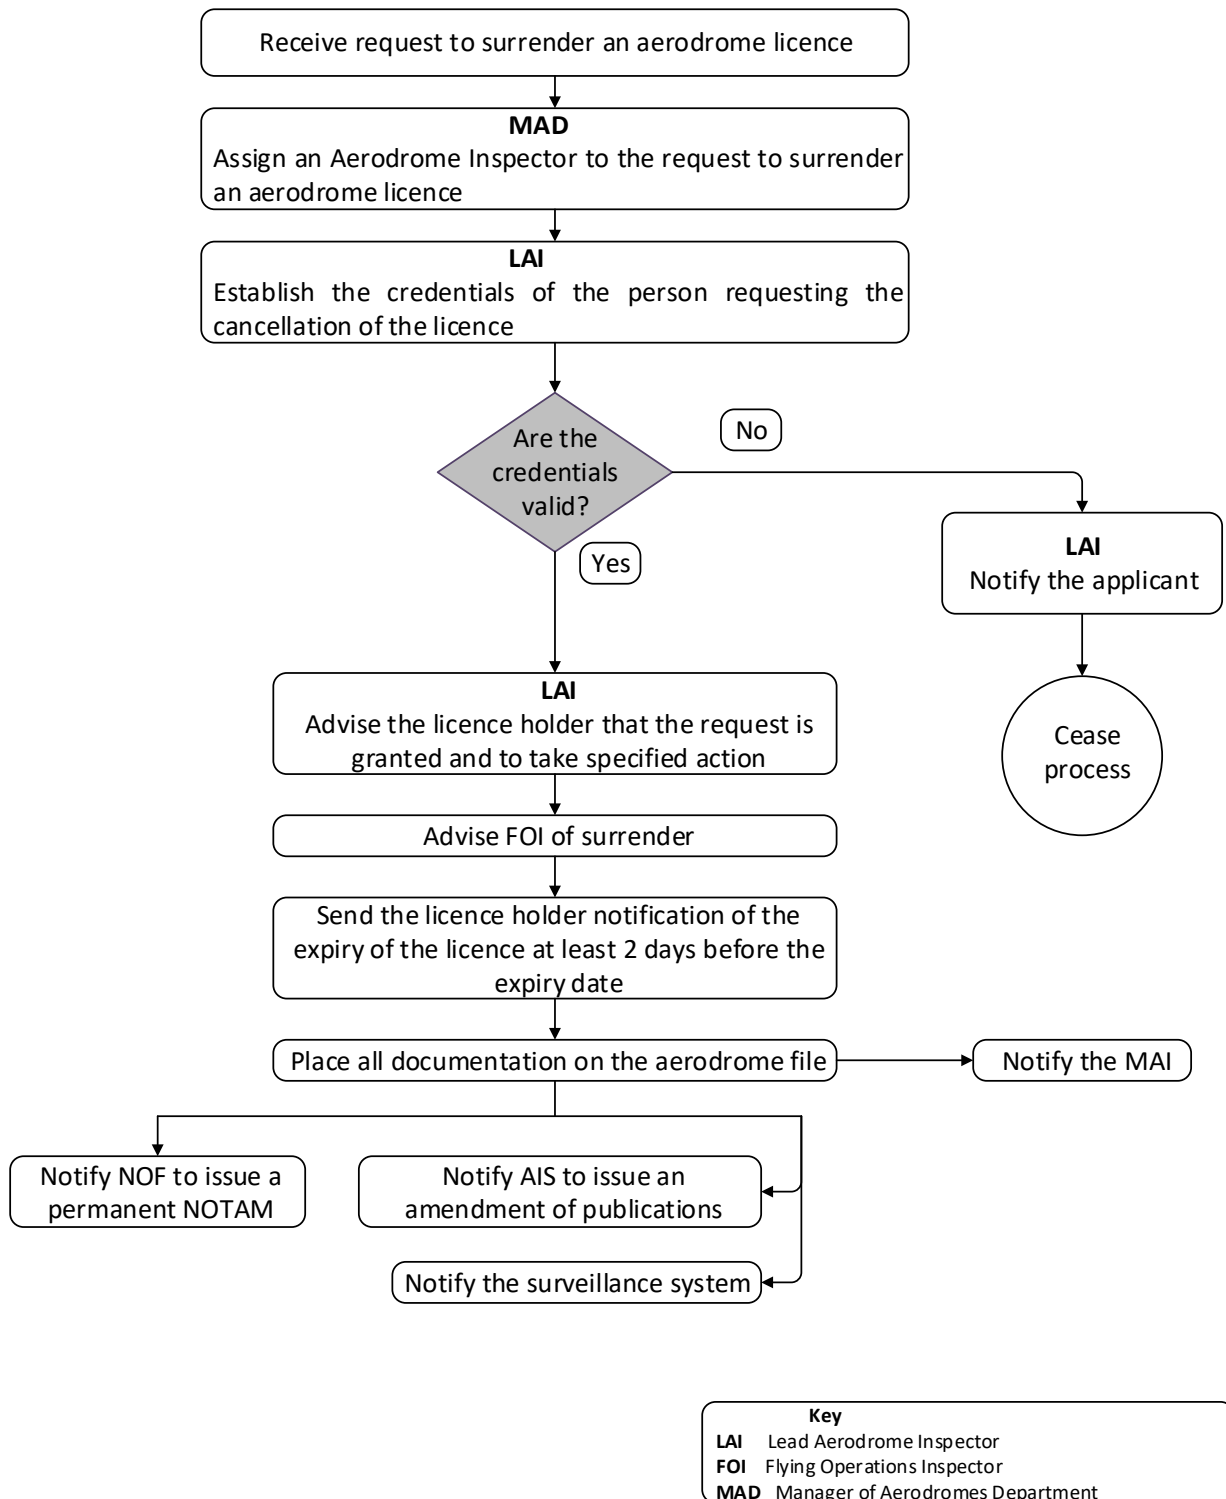 Receive request to surrender an aerodrome licence
MAD
Assign an Aerodrome Inspector to the request to surrender
an aerodrome licence
LAI
Establish the credentials of the person requesting the
cancellation of the licence
Are the
credentials
valid?
No
Yes
LAI
Notify the applicant
Cease
process
LAI
Advise the licence holder that the request is
granted and to take specified action
Advise FOI of surrender
Send the licence holder notification of the
expiry of the licence at least 2 days before the
expiry date
Place all documentation on the aerodrome file
Notify the MAI
Notify NOF to issue a
permanent NOTAM
Notify AIS to issue an
amendment of publications
Notify the surveillance system
Key
LAI Lead Aerodrome Inspector
FOI Flying Operations Inspector
MAD Manager of Aerodromes Department